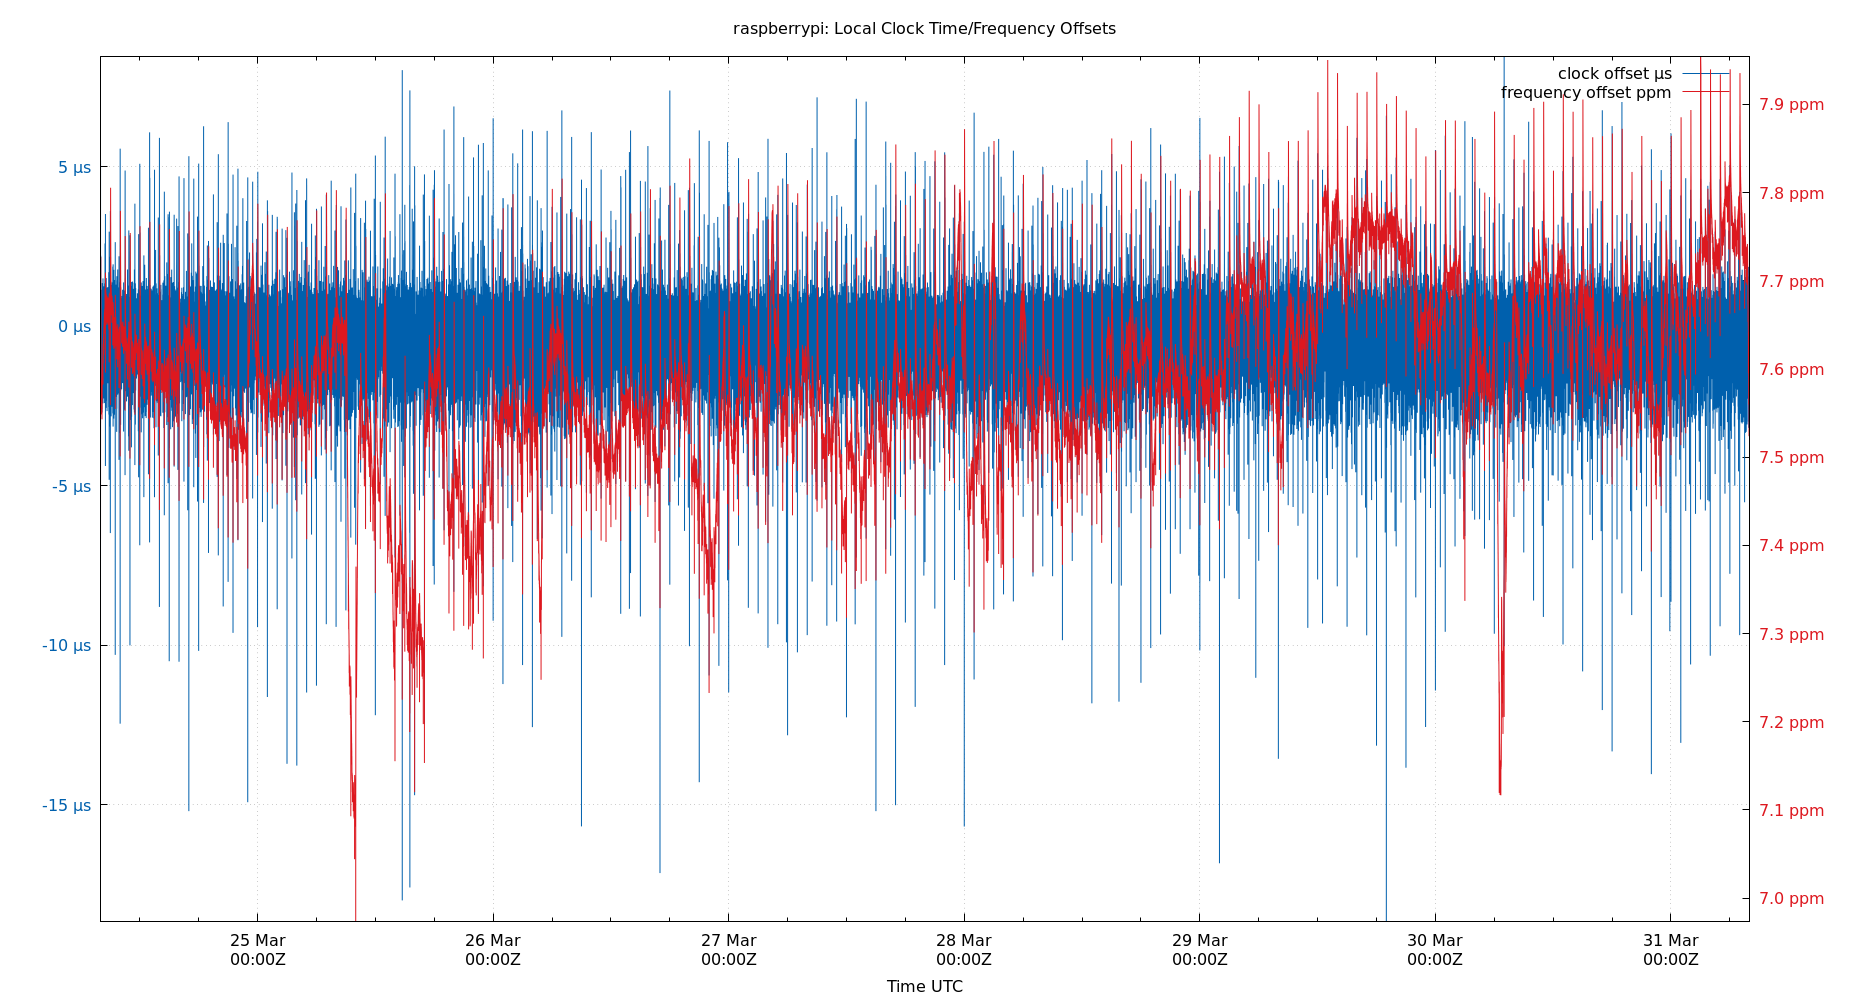 raspberrypi: Local Clock Time/Frequency Offsets
clock offset µs
frequency offset ppm
5 µs
0 µs
-5 µs
-10 µs
-15 µs
7.9 ppm
7.8 ppm
7.7 ppm
7.6 ppm
7.5 ppm
7.4 ppm
7.3 ppm
7.2 ppm
7.1 ppm
7.0 ppm
25 Mar
00:00Z
26 Mar
00:00Z
27 Mar
00:00Z
28 Mar
00:00Z
29 Mar
00:00Z
30 Mar
00:00Z
31 Mar
00:00Z
Time UTC